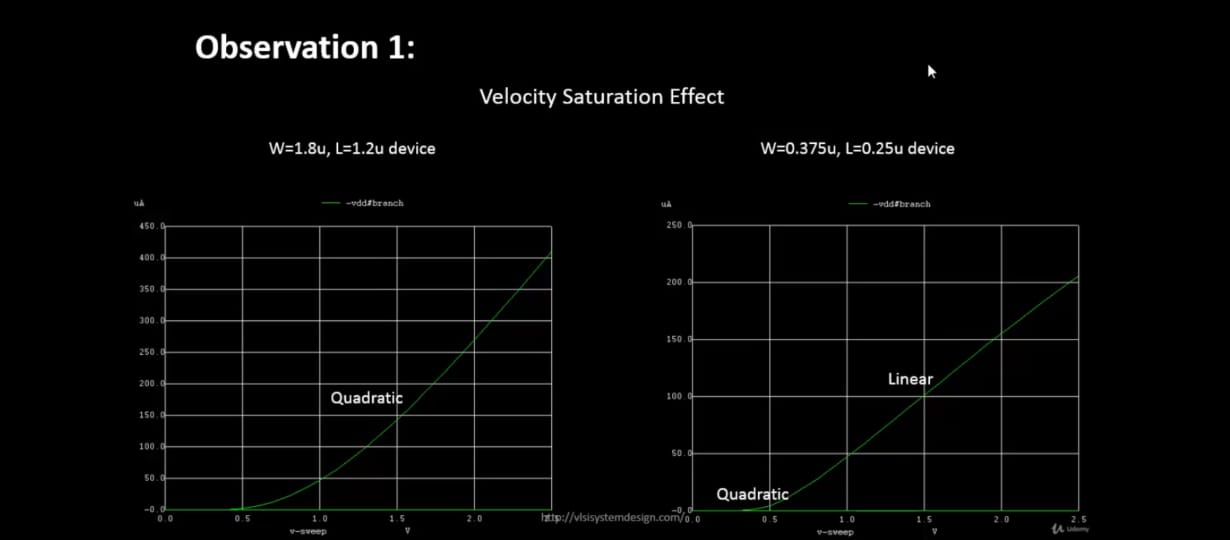 Observation 1:
Velocity Saturation Effect
W=1.8u, L=1.2u device
W=0.375u, L=0.25u device
uA
-vdd#branch
450.0
400.0
350.0
300.0
250.0
200.0
150.0
100.0
50.0
-0.0
Quadratic
0.0 0.5 1.0 1.5 2.0
v-sweep V
uA
-vdd#branch
250.0
200.0
150.0
100.0
50.0
-0.0
Linear
Quadratic
0.0 0.5 1.0 1.5 2.0 2.5
v-sweep V
http://vlsisystemdesign.com/
Udemy